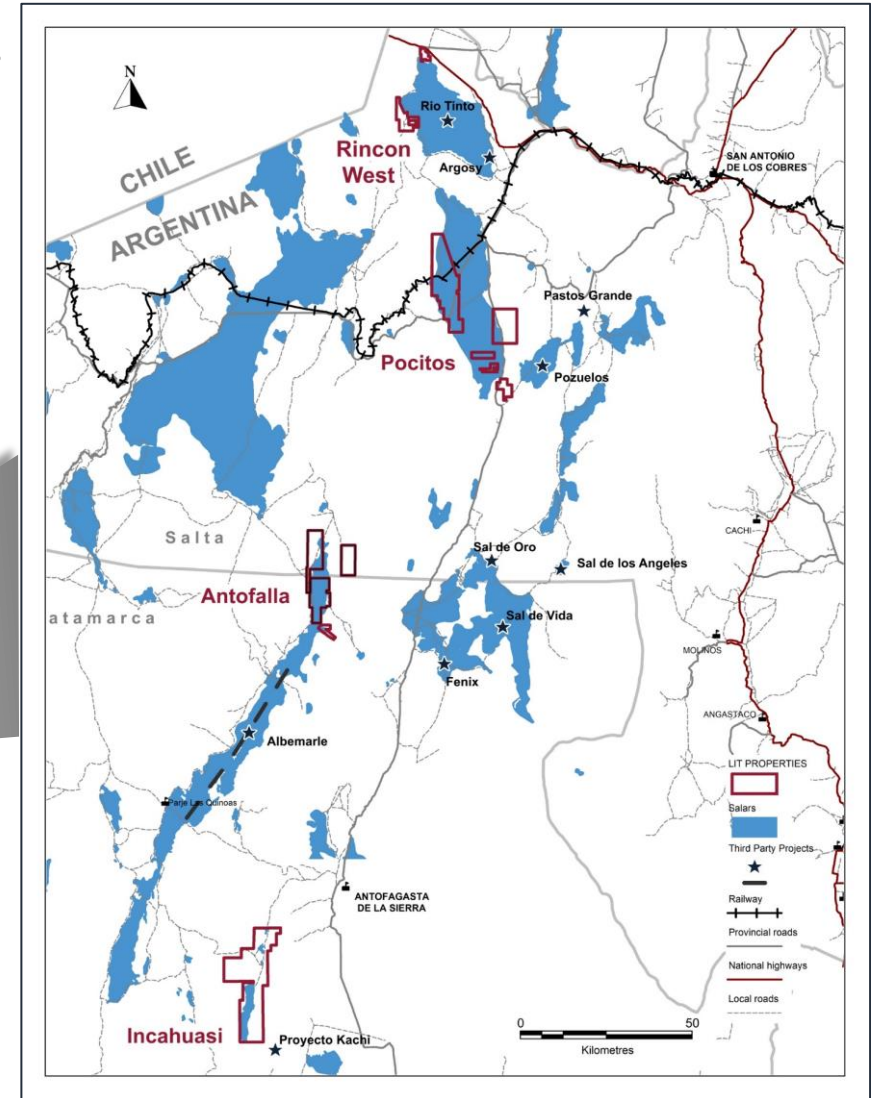 N
CHILE
ARGENTINA
Rio Tinto
Rincon
West
Argosy
SAN ANTONIO
DE LOS COBRES
Pastos Grande
Pocitos
Pozuelos
CACHI
Salta
Sal de Oro
Sal de los Angeles
Antofalla
atamarca
Sal de Vida
MOLINOS
Fenix
ANGASTACO
Albemarle
LIT PROPERTIES
Salars
Parje Las Quinoas
Third Party Projects
ANTOFAGASTA
DE LA SIERRA
Railway
Provincial roads
National highways
Local roads
Incahuasi
Proyecto Kachi
0 50
Kilometres